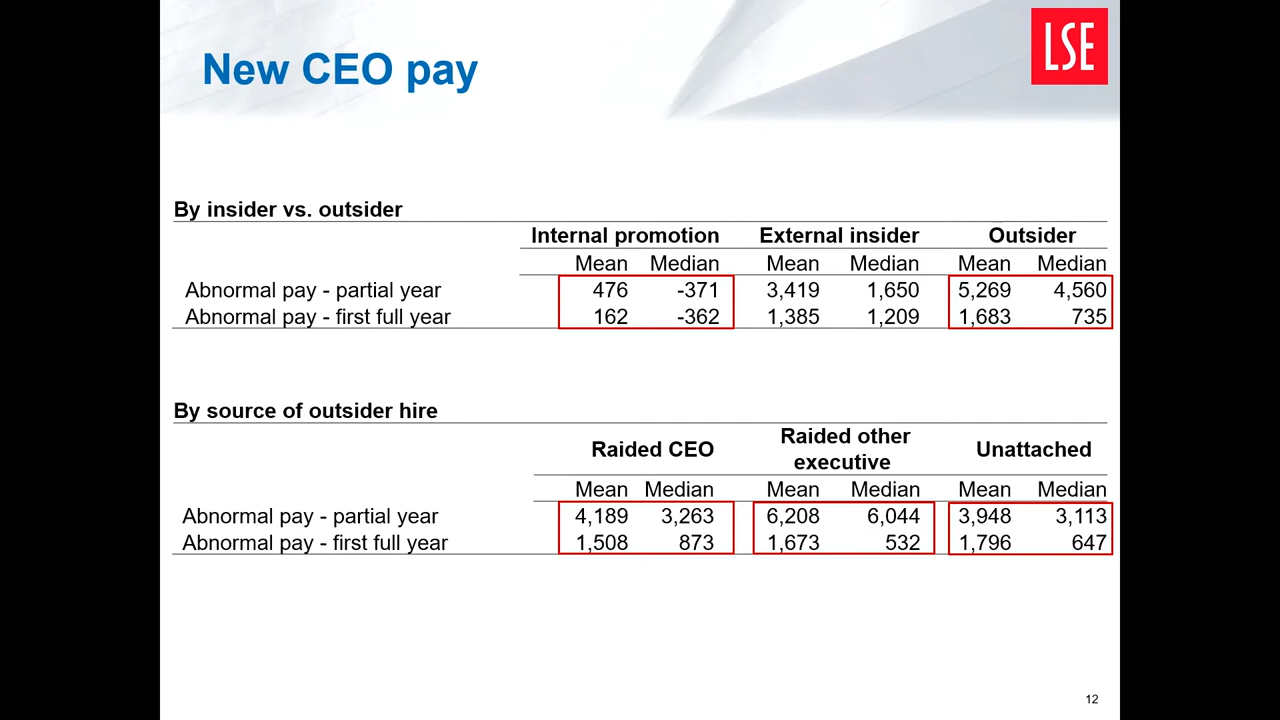 New CEO pay
LSE
By insider vs. outsider
Internal promotion External insider Outsider
Mean Median Mean Median Mean Median
Abnormal pay - partial year 476 -371 3,419 1,650 5,269 4,560
Abnormal pay - first full year 162 -362 1,385 1,209 1,683 735
By source of outsider hire
Raided CEO Raided other executive Unattached
Mean Median Mean Median Mean Median
Abnormal pay - partial year 4,189 3,263 6,208 6,044 3,948 3,113
Abnormal pay - first full year 1,508 873 1,673 532 1,796 647
12